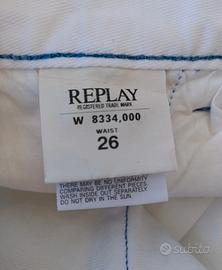 REPLAY
REGISTERED TRADE MARK
W 8334,000
WAIST
26
THERE MAY BE NO UNIFORMITY
COMPARING DIFFERENT PIECES.
WASH INSIDE OUT SEPARATELY.
DO NOT DRY IN THE SUN.
subito